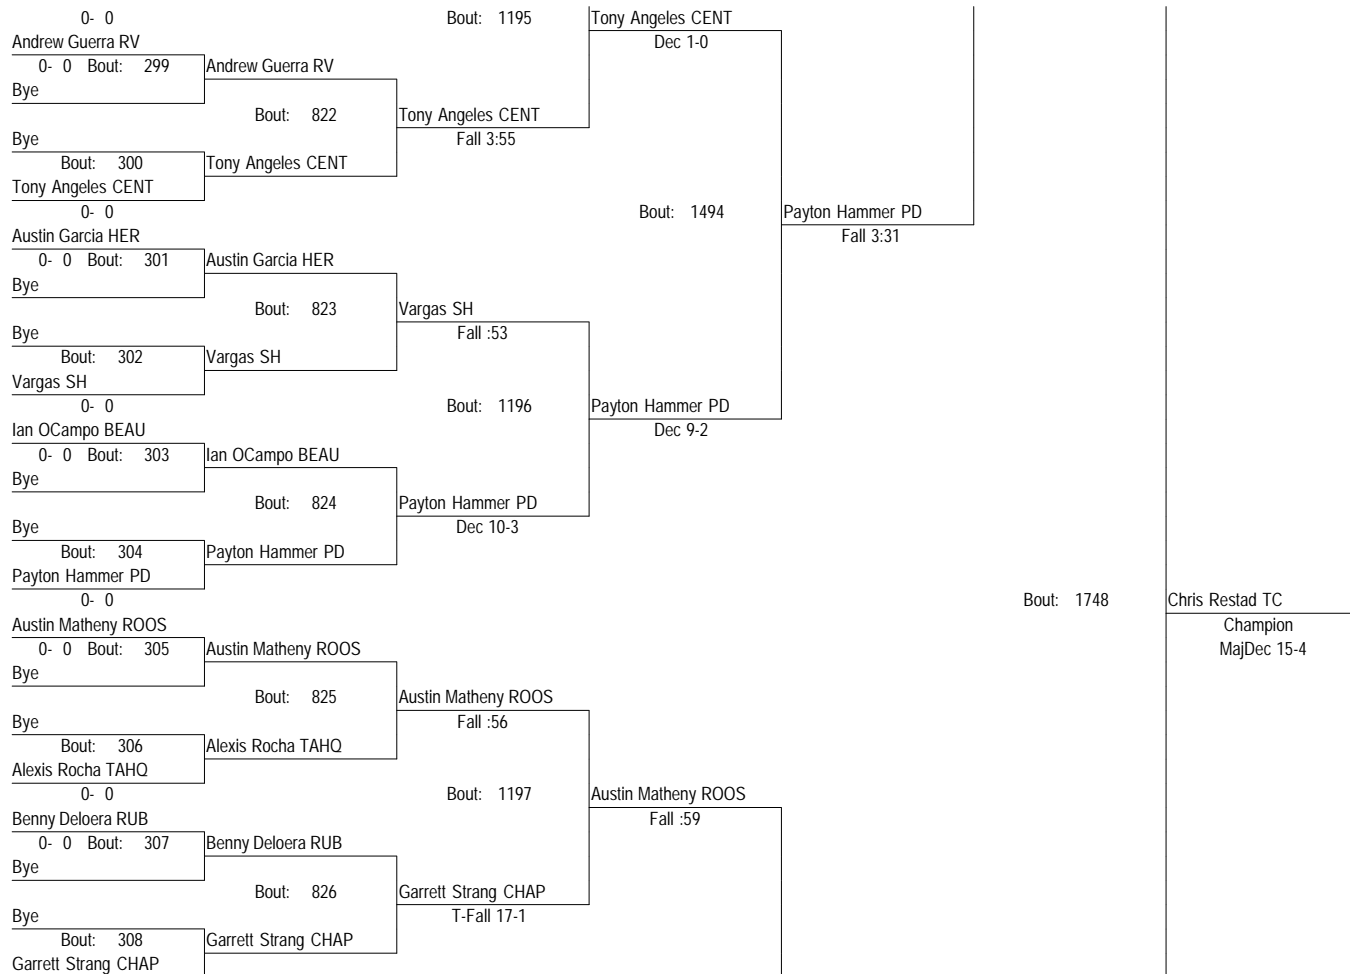 0- 0 Bout: 1195 Tony Angeles CENT
Andrew Guerra RV Dec 1-0
0- 0 Bout: 299 Andrew Guerra RV
Bye
Bout: 822 Tony Angeles CENT
Bye Fall 3:55
Bout: 300 Tony Angeles CENT
Tony Angeles CENT
0- 0 Bout: 1494 Payton Hammer PD
Austin Garcia HER Fall 3:31
0- 0 Bout: 301 Austin Garcia HER
Bye
Bout: 823 Vargas SH
Bye Fall :53
Bout: 302 Vargas SH
Vargas SH
0- 0 Bout: 1196 Payton Hammer PD
Ian OCampo BEAU Dec 9-2
0- 0 Bout: 303 Ian OCampo BEAU
Bye
Bout: 824 Payton Hammer PD
Bye Dec 10-3
Bout: 304 Payton Hammer PD
Payton Hammer PD
0- 0 Bout: 1748 Chris Restad TC
Austin Matheny ROOS Champion
0- 0 Bout: 305 Austin Matheny ROOS MajDec 15-4
Bye
Bout: 825 Austin Matheny ROOS
Bye Fall :56
Bout: 306 Alexis Rocha TAHQ
Alexis Rocha TAHQ
0- 0 Bout: 1197 Austin Matheny ROOS
Benny Deloera RUB Fall :59
0- 0 Bout: 307 Benny Deloera RUB
Bye
Bout: 826 Garrett Strang CHAP
Bye T-Fall 17-1
Bout: 308 Garrett Strang CHAP
Garrett Strang CHAP